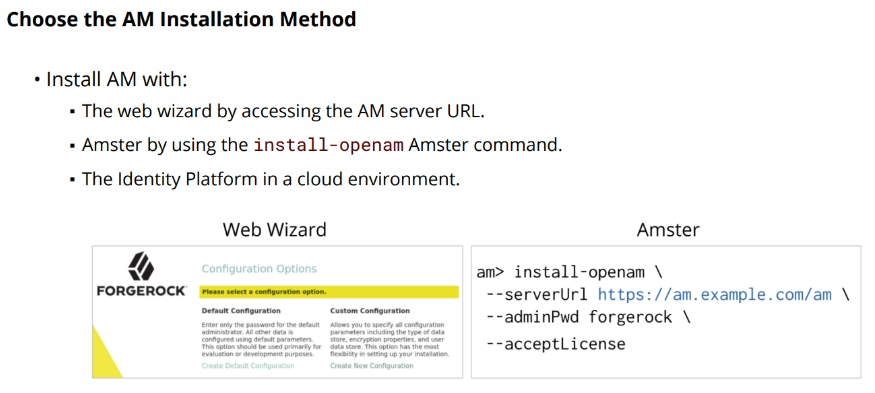 Choose the AM Installation Method
• Install AM with:
▪ The web wizard by accessing the AM server URL.
▪ Amster by using the install-openam Amster command.
▪ The Identity Platform in a cloud environment.
Web Wizard
FORGEROCK
Configuration Options
Please select a configuration option.
Default Configuration
Enter only the password for the default
administrator. All other data is
configured using default parameters.
This option should be used primarily for
evaluation or development purposes.
Create Default Configuration
Custom Configuration
Allows you to specify all configuration
parameters including the type of data
store, encryption properties, and user
data store. This option has the most
flexibility in setting up your installation.
Create New Configuration
Amster
am> install-openam \
--serverUrl https://am.example.com/am \
--adminPwd forgerock \
--acceptLicense